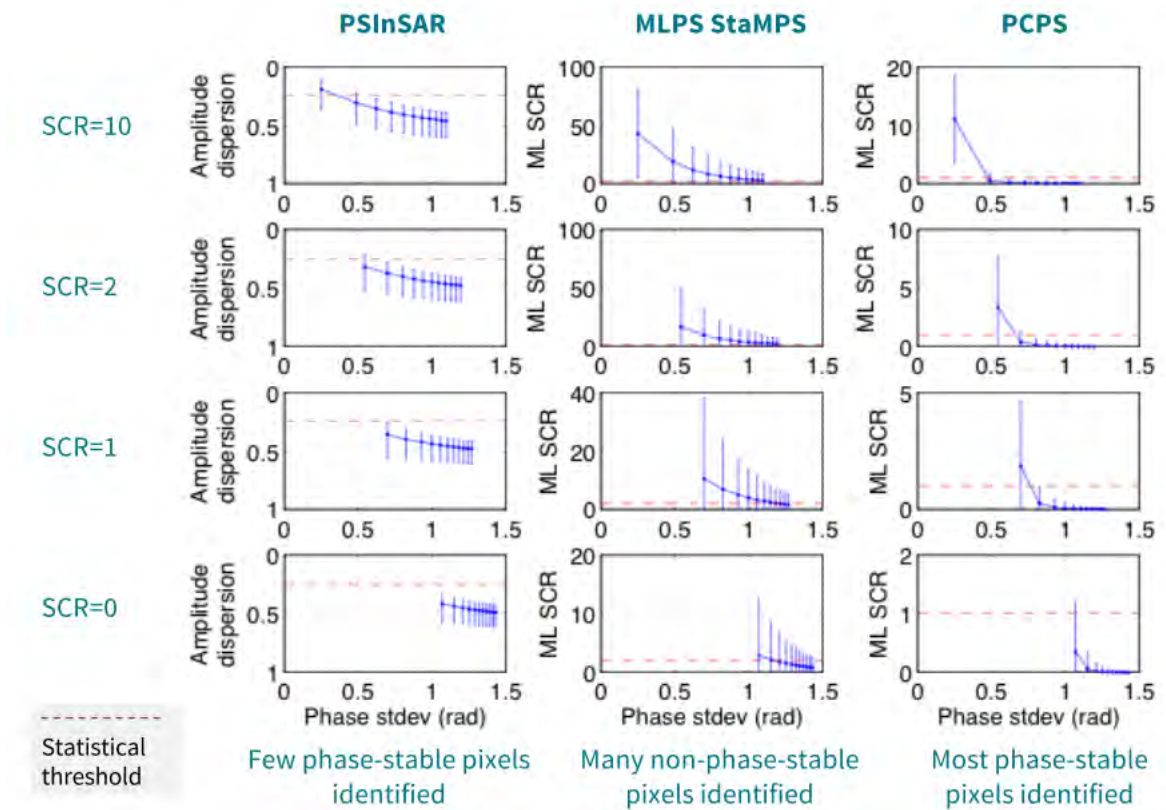 PSInSAR
MLPS StaMPS
PCPS
SCR=10
Amplitude
dispersion
0
0.5
1
0 0.5 1 1.5
ML SCR
100
50
0
0 0.5 1 1.5
ML SCR
20
10
0
0 0.5 1 1.5
SCR=2
Amplitude
dispersion
0
0.5
1
0 0.5 1 1.5
ML SCR
100
50
0
0 0.5 1 1.5
ML SCR
10
5
0
0 0.5 1 1.5
SCR=1
Amplitude
dispersion
0
0.5
1
0 0.5 1 1.5
ML SCR
40
20
0
0 0.5 1 1.5
ML SCR
5
0
0 0.5 1 1.5
SCR=0
Amplitude
dispersion
0
0.5
1
0 0.5 1 1.5
Phase stdev (rad)
ML SCR
20
10
0
0 0.5 1 1.5
Phase stdev (rad)
ML SCR
2
1
0
0 0.5 1 1.5
Phase stdev (rad)
Statistical
threshold
Few phase-stable pixels
identified
Many non-phase-stable
pixels identified
Most phase-stable
pixels identified